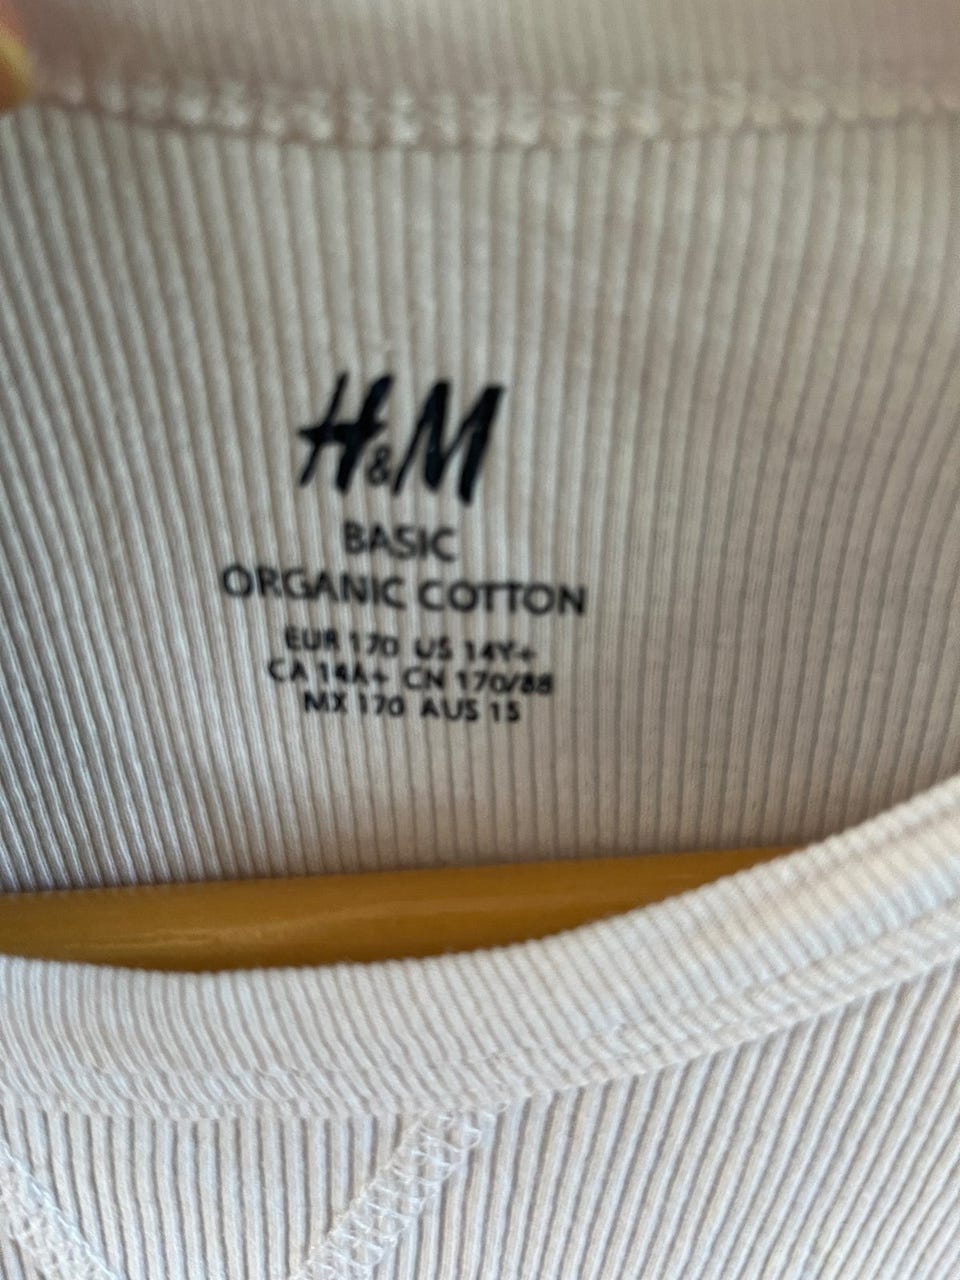 H&M
BASIC
ORGANIC COTTON
EUR 170 US 14Y+
CA 14A+ CN 170/88
MX 170 AUS 15